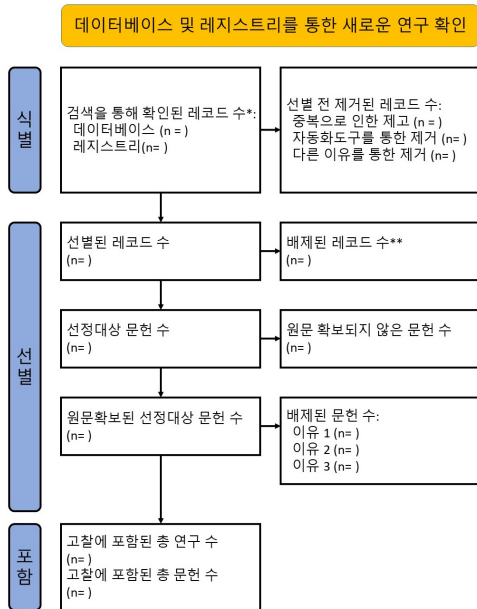 데이터베이스 및 레지스트리를 통한 새로운 연구 확인
식별
검색을 통해 확인된 레코드 수*:
데이터베이스 (n = )
레지스트리(n= )
선별 전 제거된 레코드 수:
중복으로 인한 제고 (n = )
자동화도구를 통한 제거 (n= )
다른 이유를 통한 제거 (n= )
선별
선별된 레코드 수
(n= )
배제된 레코드 수**
(n= )
선정대상 문헌 수
(n= )
원문 확보되지 않은 문헌 수
(n= )
원문확보된 선정대상 문헌 수
(n= )
배제된 문헌 수:
이유 1 (n= )
이유 2 (n= )
이유 3 (n= )
포함
고찰에 포함된 총 연구 수
(n= )
고찰에 포함된 총 문헌 수
(n= )